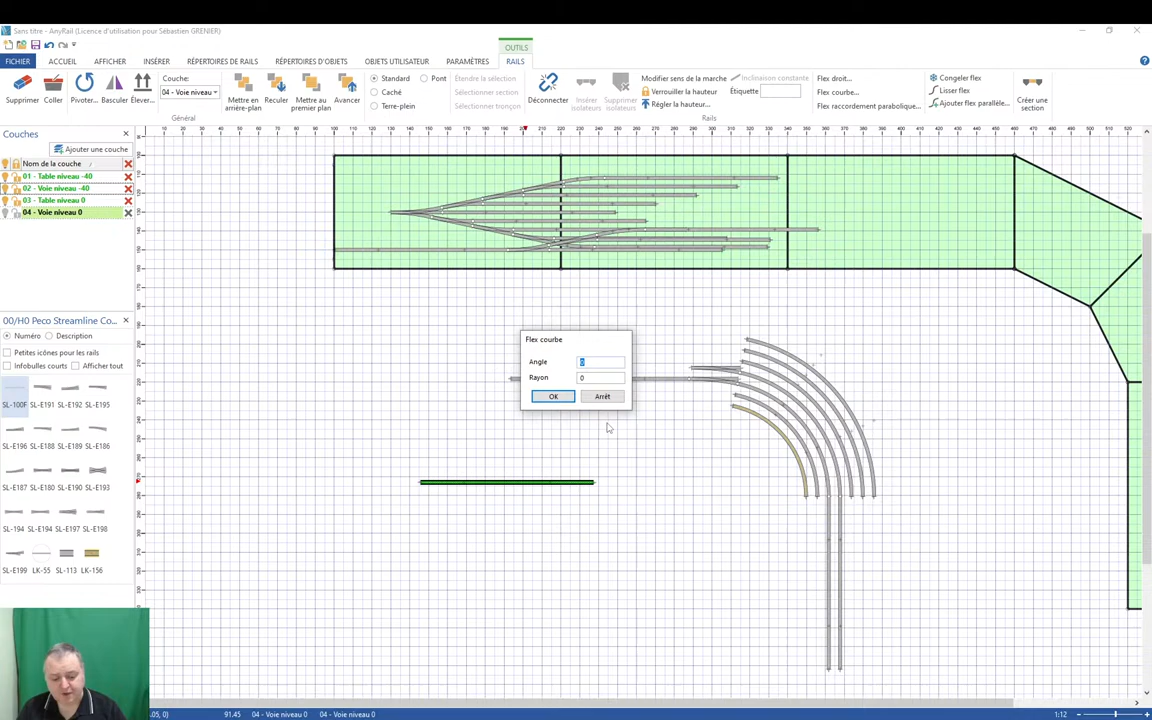 Sans titre - AnyRail (Licence d'utilisation pour Sébastien GRENIER)
OUTILS
FICHIER ACCUEIL AFFICHER INSÉRER RÉPERTOIRES DE RAILS RÉPERTOIRES D'OBJETS OBJETS UTILISATEUR PARAMÈTRES RAILS
Supprimer Coller Pivoter... Basculer Élever...
Couche:
04 - Voie niveau 0
Mettre en arrière-plan
Reculer
Mettre au premier plan
Avancer
Général
Standard Pont
Caché
Terre-plein
Étendre la sélection
Sélectionner section
Sélectionner tronçon
Déconnecter
Insérer isolateurs
Supprimer isolateurs
Modifier sens de la marche
Verrouiller la hauteur
Régler la hauteur...
Inclinaison constante
Étiquette
Rails
Flex droit...
Flex courbe...
Flex raccordement parabolique...
Congeler flex
Lisser flex
Ajouter flex parallèle...
Créer une section
Couches
Ajouter une couche
Nom de la couche
01 - Table niveau -40
02 - Voie niveau -40
03 - Table niveau 0
04 - Voie niveau 0
00/H0 Peco Streamline Co...
Numéro Description
Petites icônes pour les rails
Infobulles courts Afficher tout
SL-100F SL-E191 SL-E192 SL-E195
SL-E196 SL-E188 SL-E189 SL-E186
SL-E187 SL-E180 SL-E190 SL-E193
SL-194 SL-E194 SL-E197 SL-E198
SL-E199 LK-55 SL-113 LK-156
Flex courbe
Angle 0
Rayon 0
OK Arrêt
.05, 0) 91.45 04 - Voie niveau 0 04 - Voie niveau 0 1:12